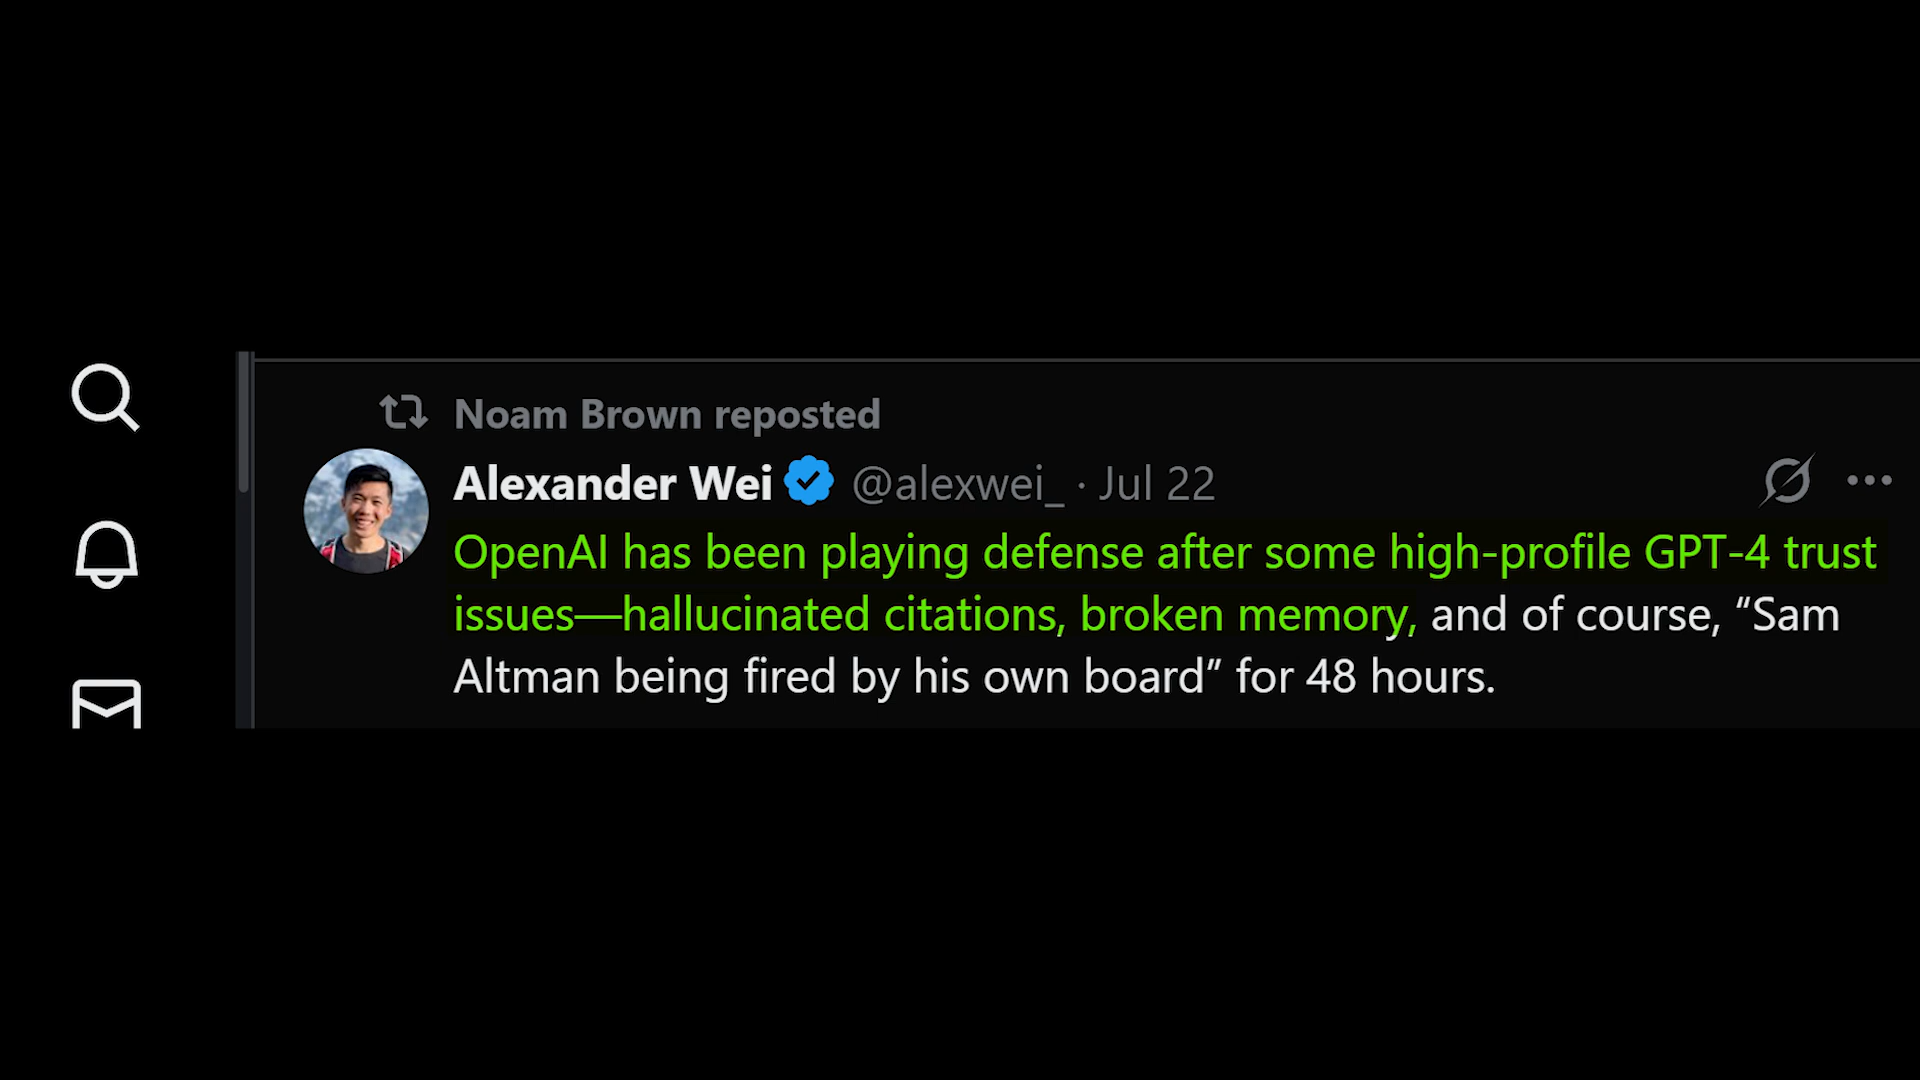 Noam Brown reposted
Alexander Wei @alexwei_ · Jul 22
OpenAI has been playing defense after some high-profile GPT-4 trust
issues—hallucinated citations, broken memory, and of course, “Sam
Altman being fired by his own board” for 48 hours.